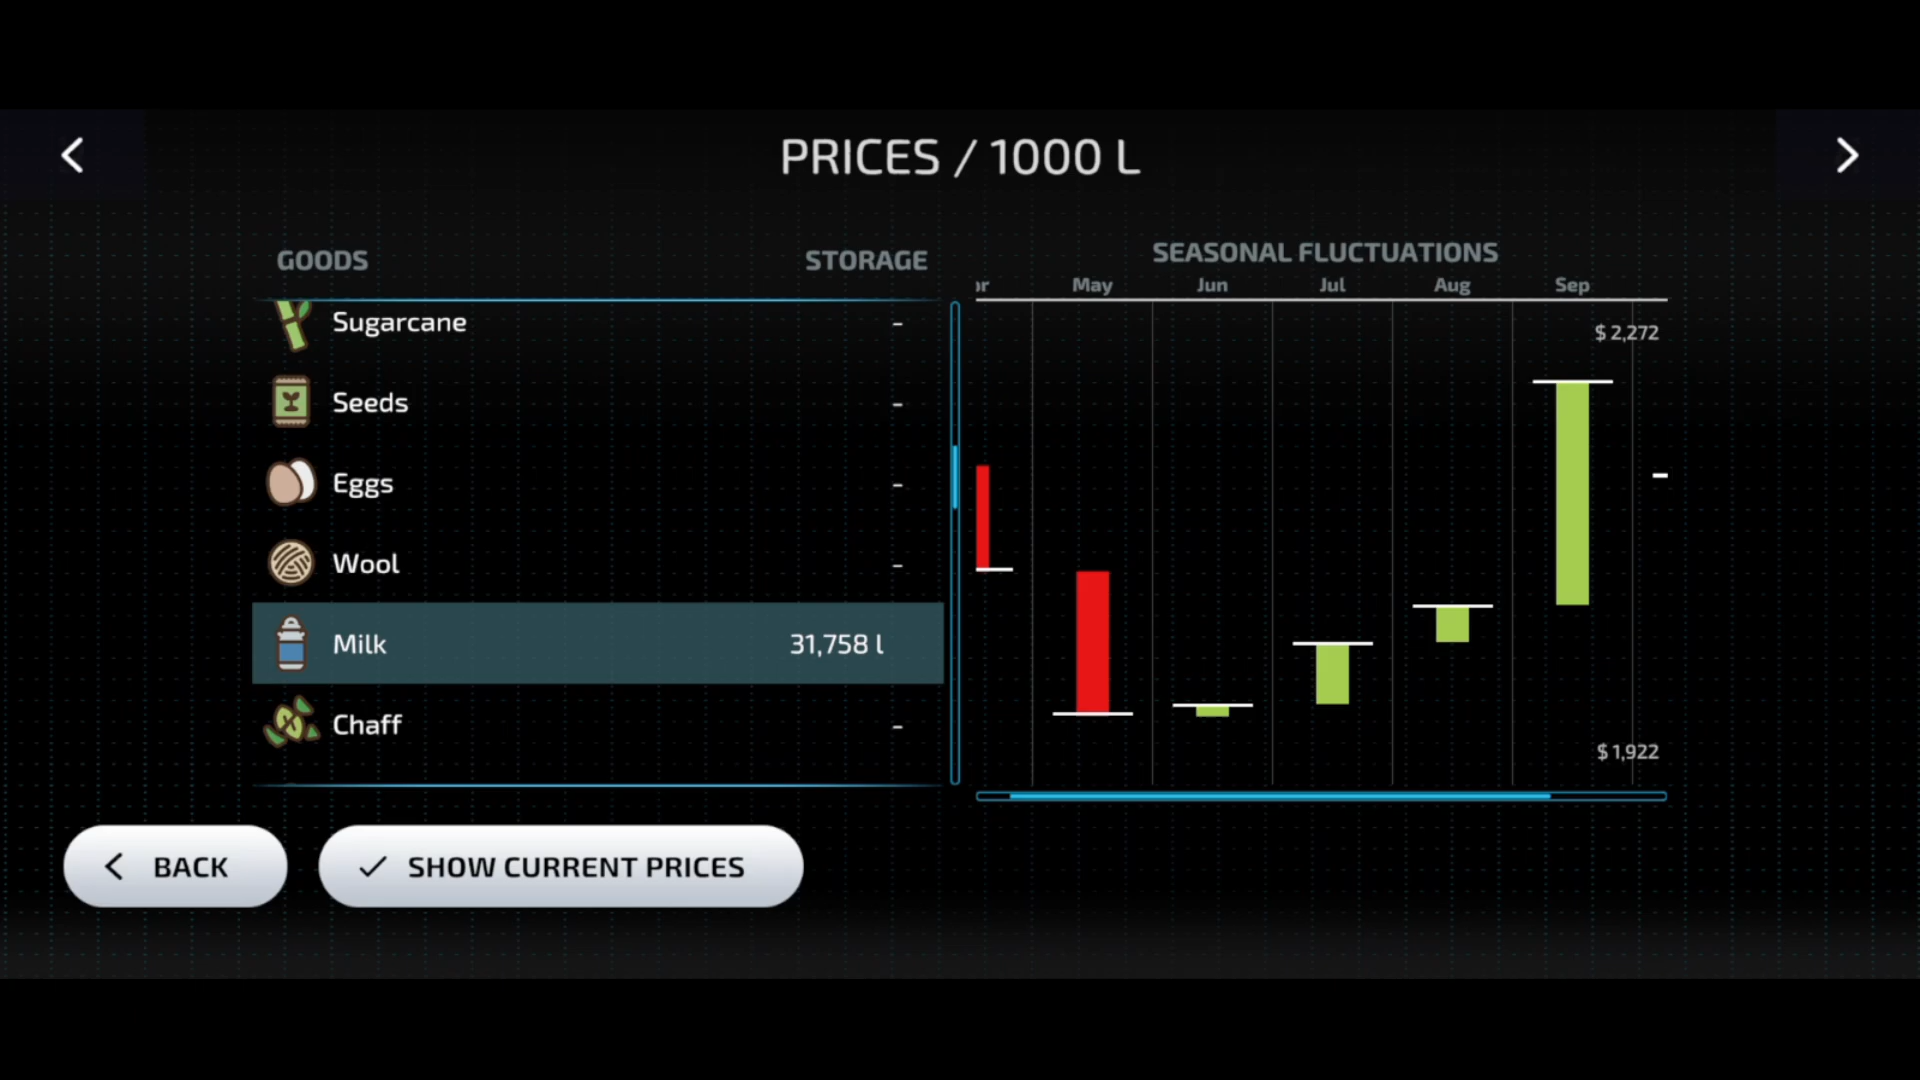 PRICES / 1000 L
GOODS
STORAGE
Sugarcane
-
Seeds
-
Eggs
-
Wool
-
Milk
31,758 l
Chaff
-
SEASONAL FLUCTUATIONS
May
Jun
Jul
Aug
Sep
$ 2,272
$ 1,922
BACK
SHOW CURRENT PRICES